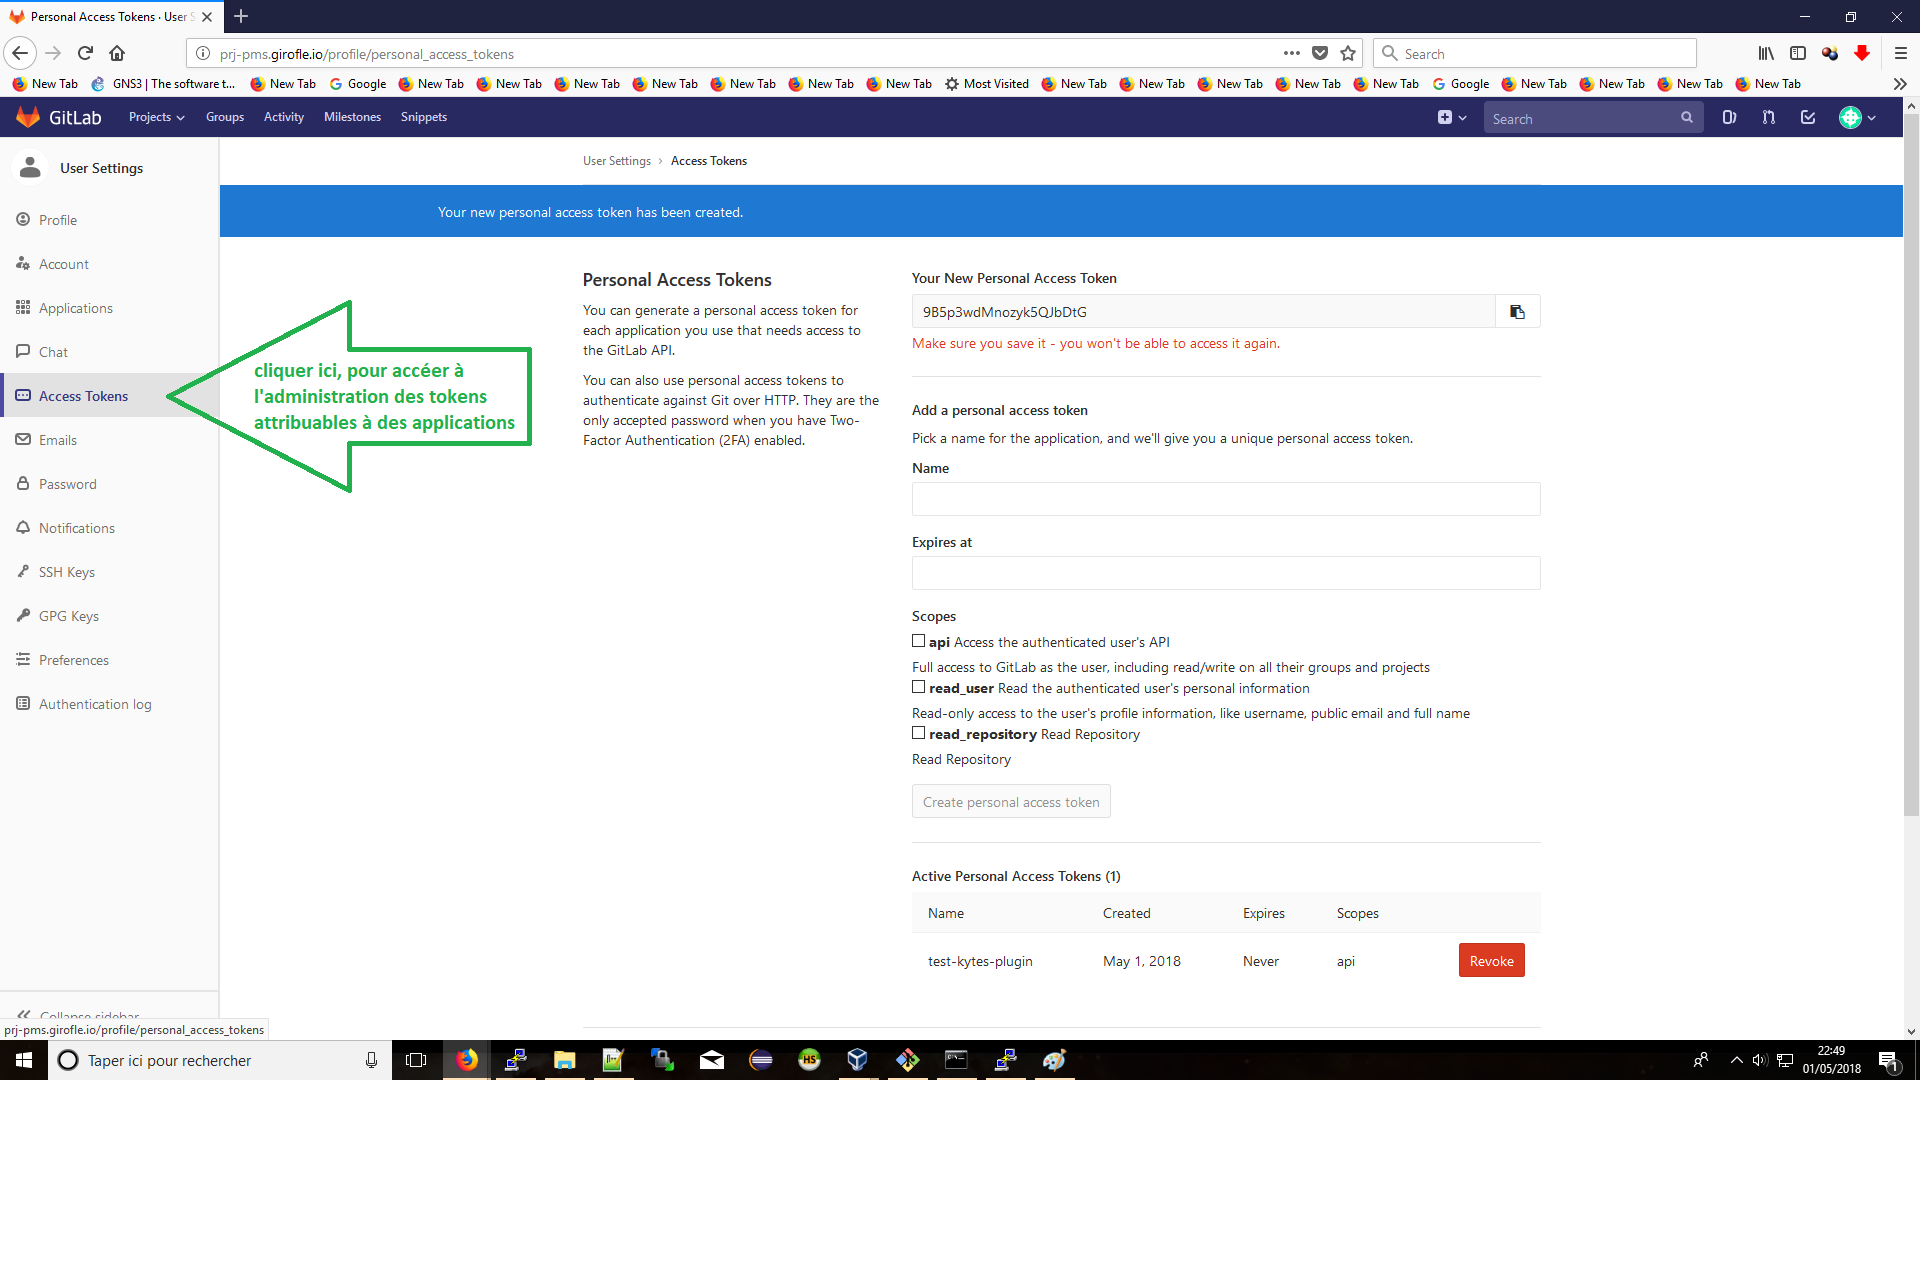 Personal Access Tokens · User S
prj-pms.girofle.io/profile/personal_access_tokens
Search
New Tab
GNS3 | The software t...
New Tab
Google
New Tab
New Tab
New Tab
New Tab
New Tab
New Tab
New Tab
Most Visited
New Tab
New Tab
New Tab
New Tab
New Tab
Google
New Tab
New Tab
New Tab
New Tab
GitLab
Projects
Groups
Activity
Milestones
Snippets
Search
User Settings
User Settings › Access Tokens
Your new personal access token has been created.
Profile
Account
Applications
Chat
Access Tokens
Emails
Password
Notifications
SSH Keys
GPG Keys
Preferences
Authentication log
Collapse sidebar
prj-pms.girofle.io/profile/personal_access_tokens
cliquer ici, pour accéer à
l'administration des tokens
attribuables à des applications
Personal Access Tokens
You can generate a personal access token for
each application you use that needs access to
the GitLab API.
You can also use personal access tokens to
authenticate against Git over HTTP. They are the
only accepted password when you have Two-
Factor Authentication (2FA) enabled.
Your New Personal Access Token
9B5p3wdMnozyk5QJbDtG
Make sure you save it - you won't be able to access it again.
Add a personal access token
Pick a name for the application, and we'll give you a unique personal access token.
Name
Expires at
Scopes
api Access the authenticated user's API
Full access to GitLab as the user, including read/write on all their groups and projects
read_user Read the authenticated user's personal information
Read-only access to the user's profile information, like username, public email and full name
read_repository Read Repository
Read Repository
Create personal access token
Active Personal Access Tokens (1)
Name Created Expires Scopes
test-kytes-plugin May 1, 2018 Never api Revoke
Taper ici pour rechercher
HS
22:49
01/05/2018
1